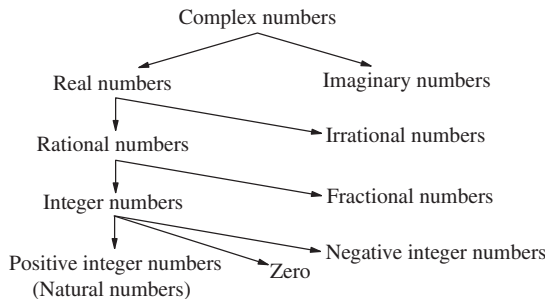 Complex numbers
Real numbers
Imaginary numbers
Rational numbers
Irrational numbers
Integer numbers
Fractional numbers
Positive integer numbers
(Natural numbers)
Zero
Negative integer numbers